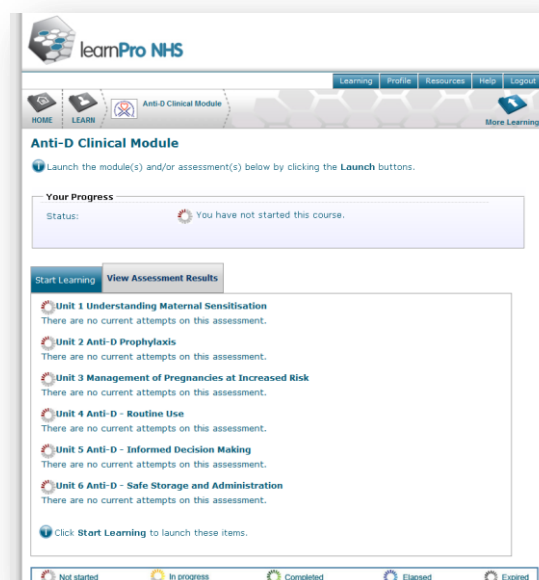 learnPro NHS
Learning Profile Resources Help Logout
HOME LEARN Anti-D Clinical Module More Learning
Anti-D Clinical Module
Launch the module(s) and/or assessment(s) below by clicking the Launch buttons.
Your Progress
Status: You have not started this course.
Start Learning View Assessment Results
Unit 1 Understanding Maternal Sensitisation
There are no current attempts on this assessment.
Unit 2 Anti-D Prophylaxis
There are no current attempts on this assessment.
Unit 3 Management of Pregnancies at Increased Risk
There are no current attempts on this assessment.
Unit 4 Anti-D - Routine Use
There are no current attempts on this assessment.
Unit 5 Anti-D - Informed Decision Making
There are no current attempts on this assessment.
Unit 6 Anti-D - Safe Storage and Administration
There are no current attempts on this assessment.
Click Start Learning to launch these items.
Not started In progress Completed Elapsed Expired